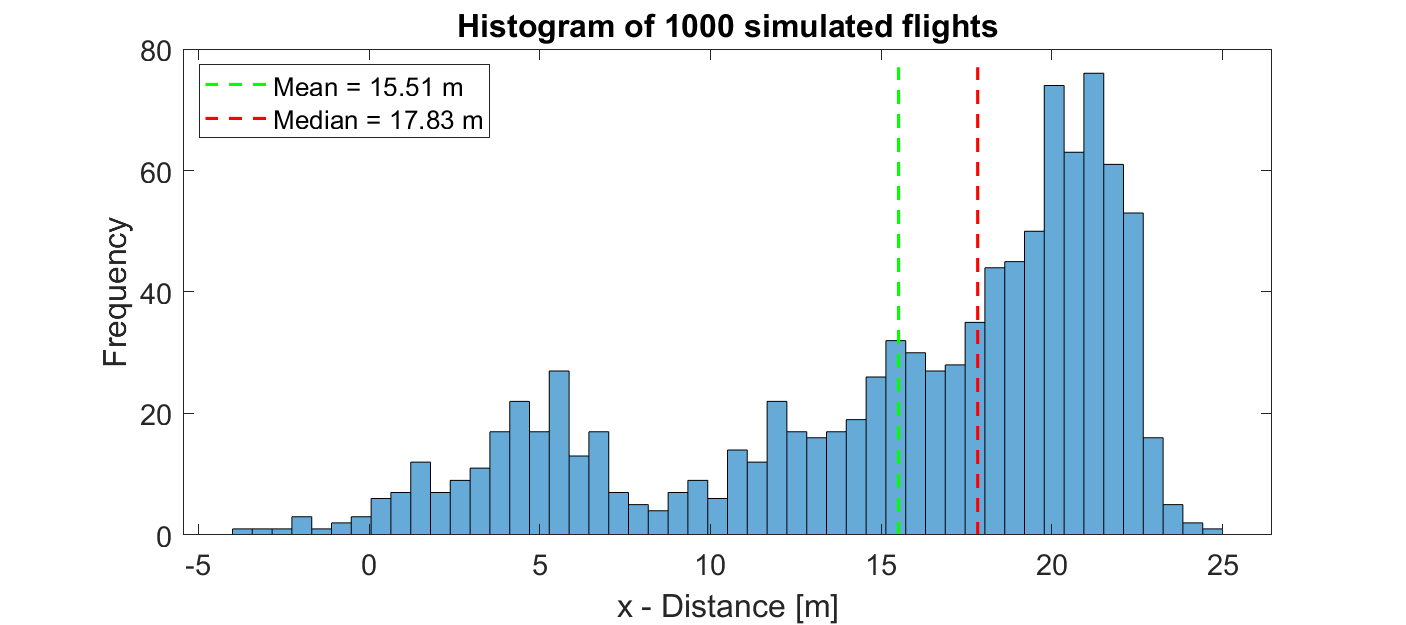 Histogram of 1000 simulated flights
80
Mean = 15.51 m
Median = 17.83 m
60
Frequency
40
20
0
-5 0 5 10 15 20 25
x - Distance [m]